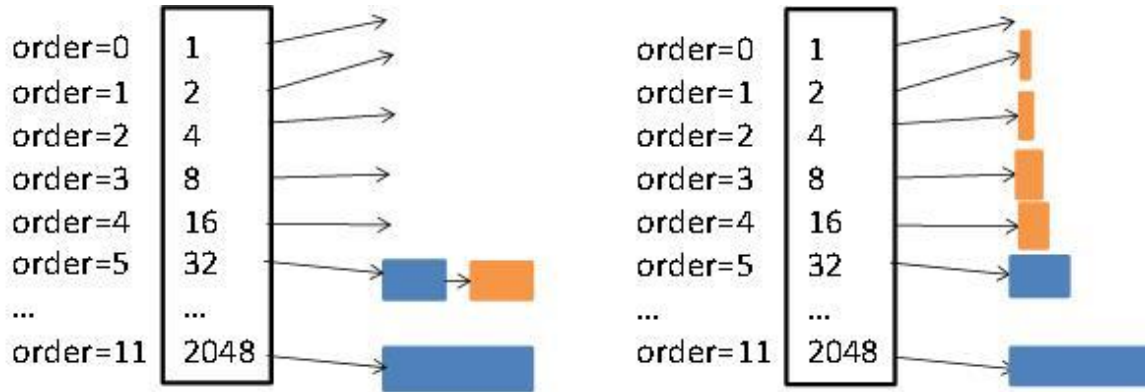 order=0 1
order=1 2
order=2 4
order=3 8
order=4 16
order=5 32
... ...
order=11 2048
order=0 1
order=1 2
order=2 4
order=3 8
order=4 16
order=5 32
... ...
order=11 2048